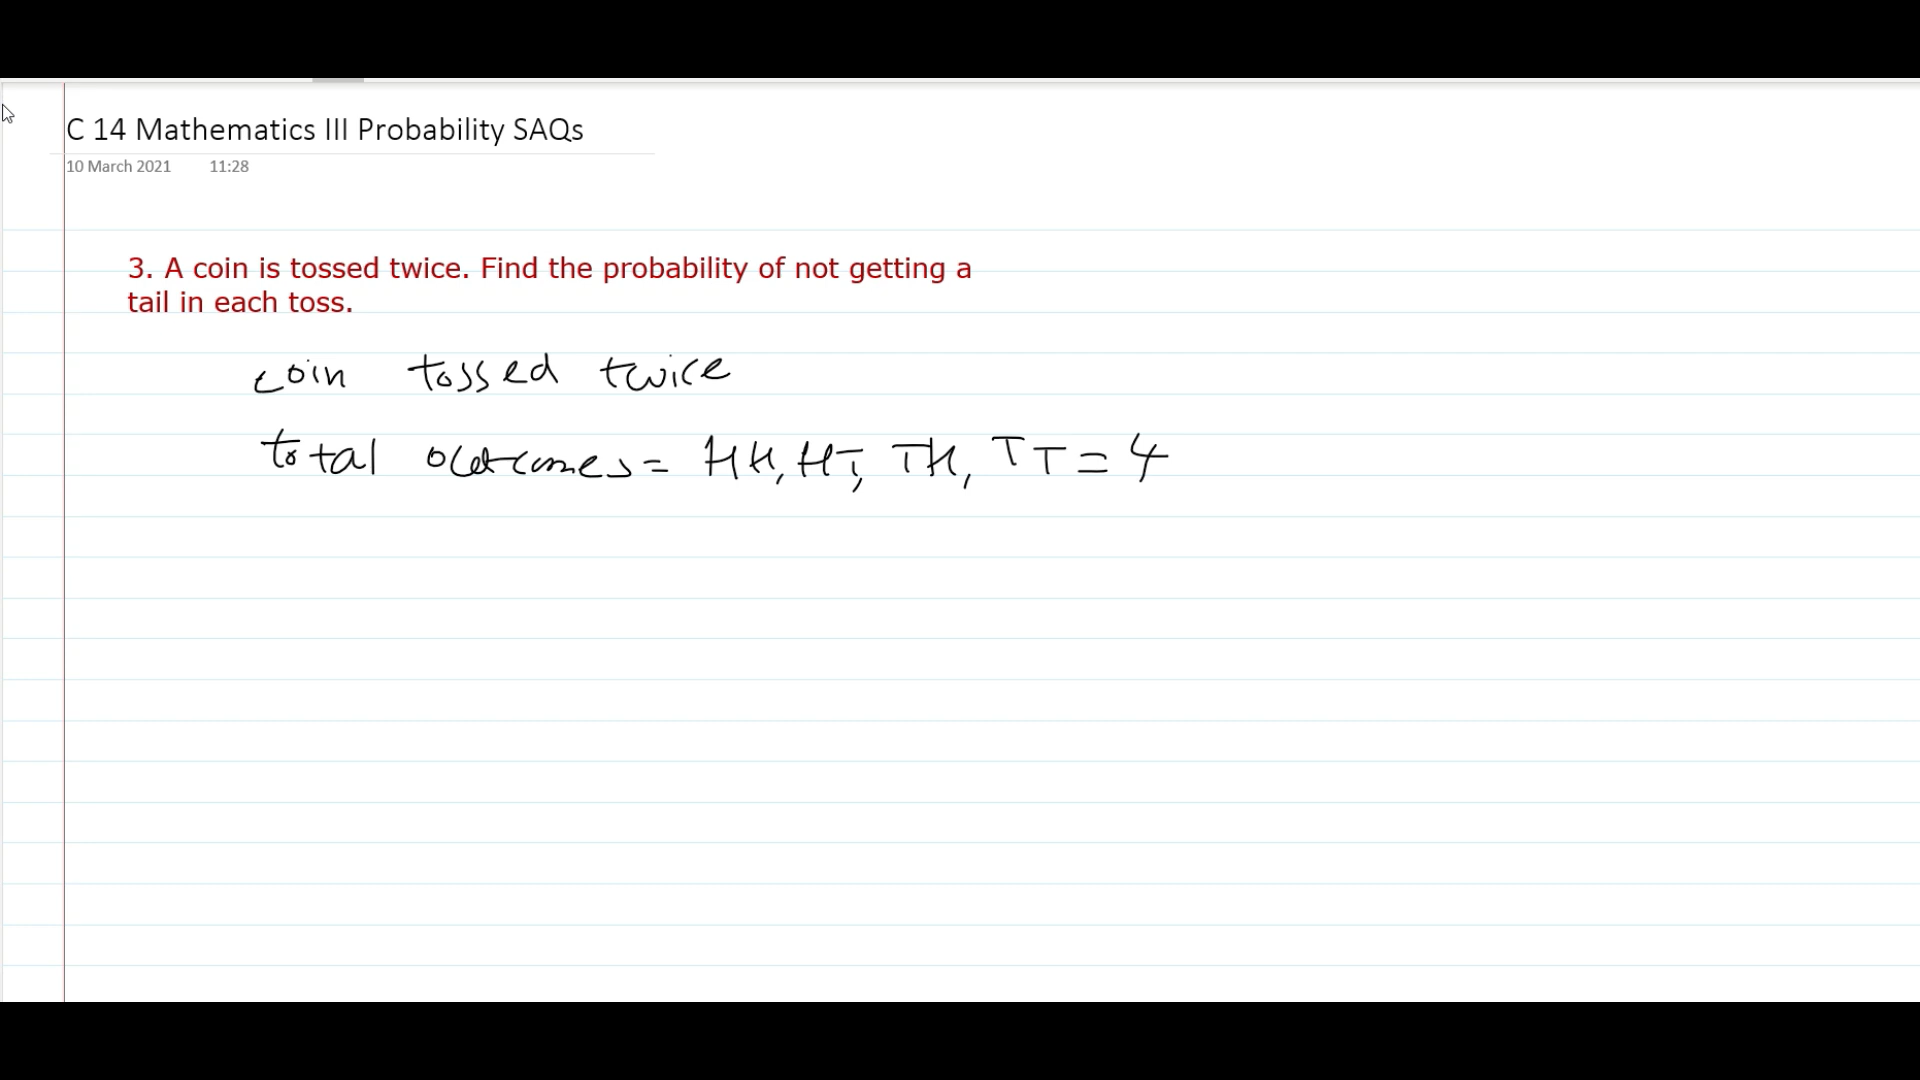 C 14 Mathematics III Probability SAQs
10 March 2021 11:28
3. A coin is tossed twice. Find the probability of not getting a
tail in each toss.
coin tossed twice
total outcomes = HH, HT, TH, TT = 4